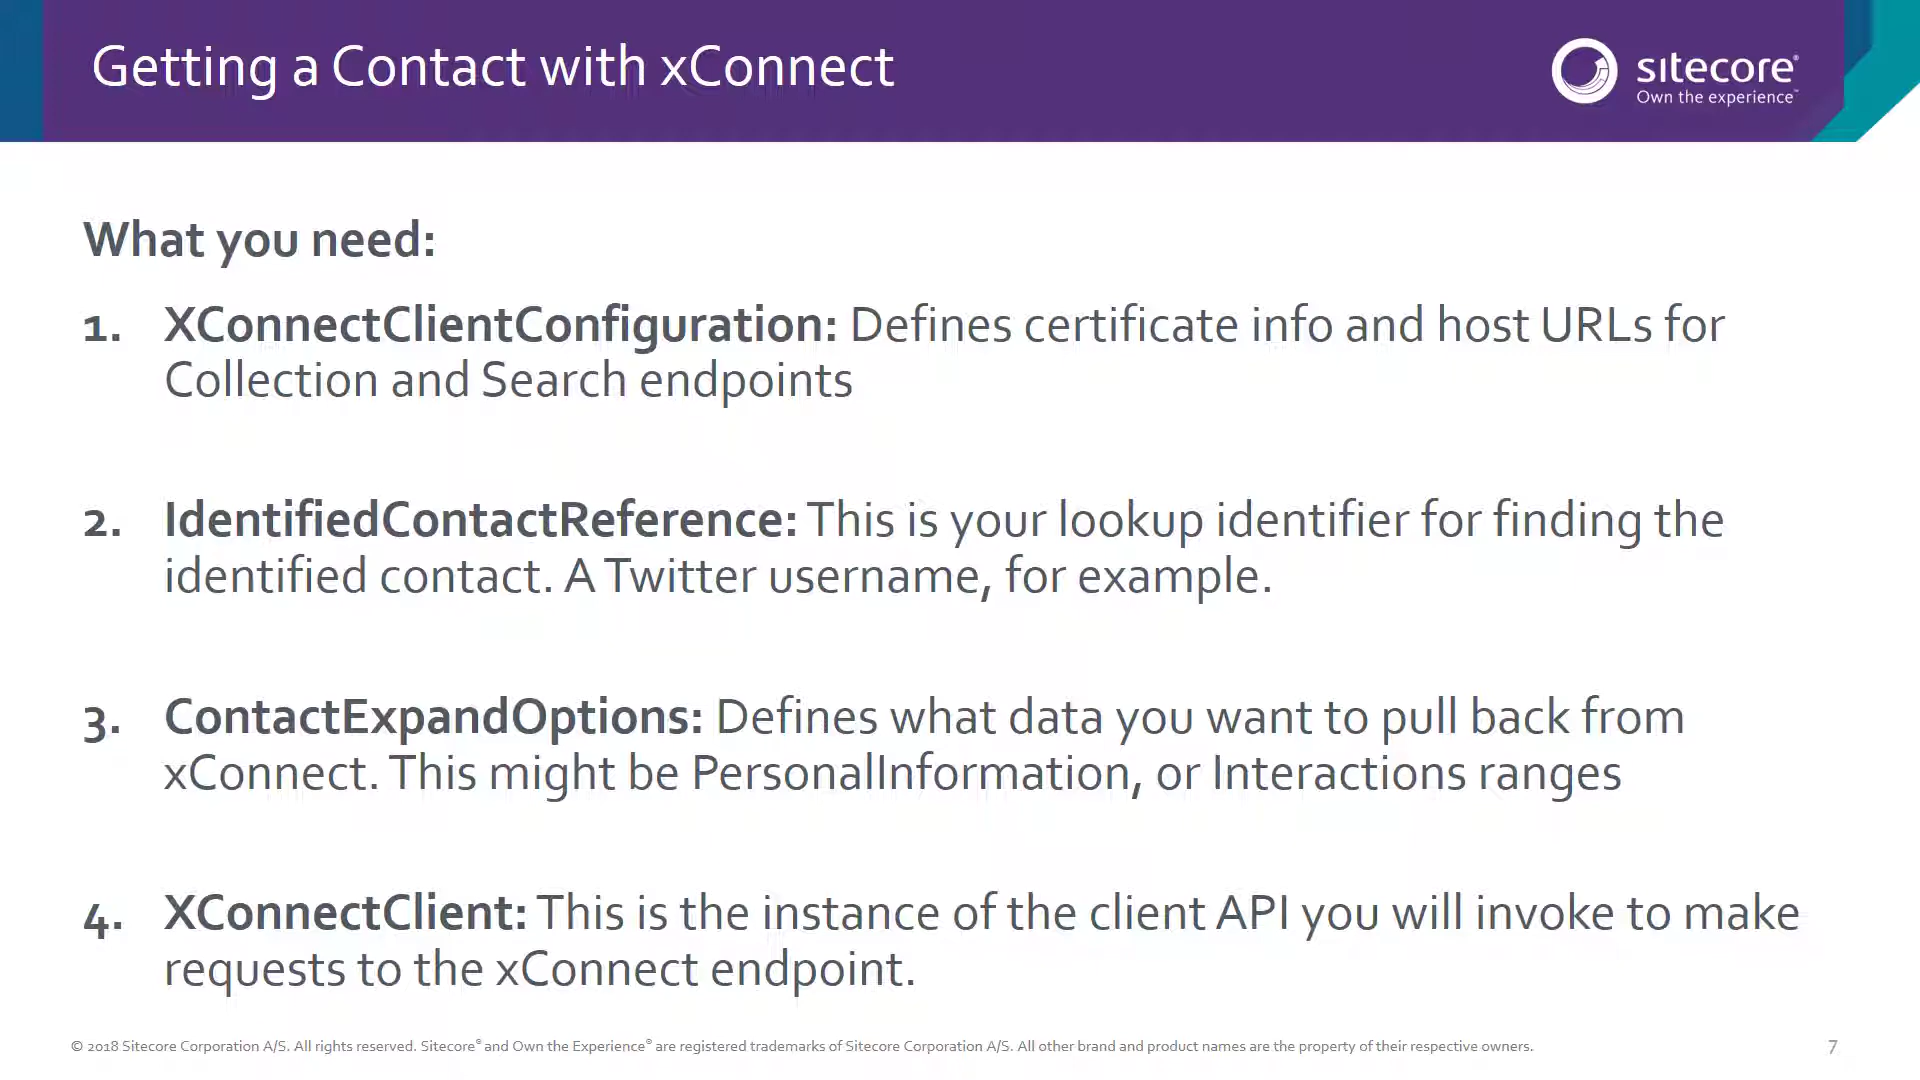 Getting a Contact with xConnect
sitecore®
Own the experience™
What you need:
1. XConnectClientConfiguration: Defines certificate info and host URLs for
Collection and Search endpoints
2. IdentifiedContactReference: This is your lookup identifier for finding the
identified contact. A Twitter username, for example.
3. ContactExpandOptions: Defines what data you want to pull back from
xConnect. This might be PersonalInformation, or Interactions ranges
4. XConnectClient: This is the instance of the client API you will invoke to make
requests to the xConnect endpoint.
© 2018 Sitecore Corporation A/S. All rights reserved. Sitecore® and Own the Experience® are registered trademarks of Sitecore Corporation A/S. All other brand and product names are the property of their respective owners.
7